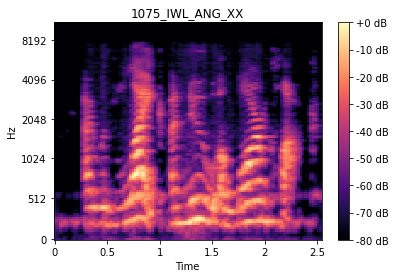 1075_IWL_ANG_XX
+0 dB
8192
-10 dB
4096
-20 dB
-30 dB
2048
Hz
-40 dB
1024
-50 dB
512
-60 dB
-70 dB
0
-80 dB
0 0.5 1 1.5 2 2.5
Time